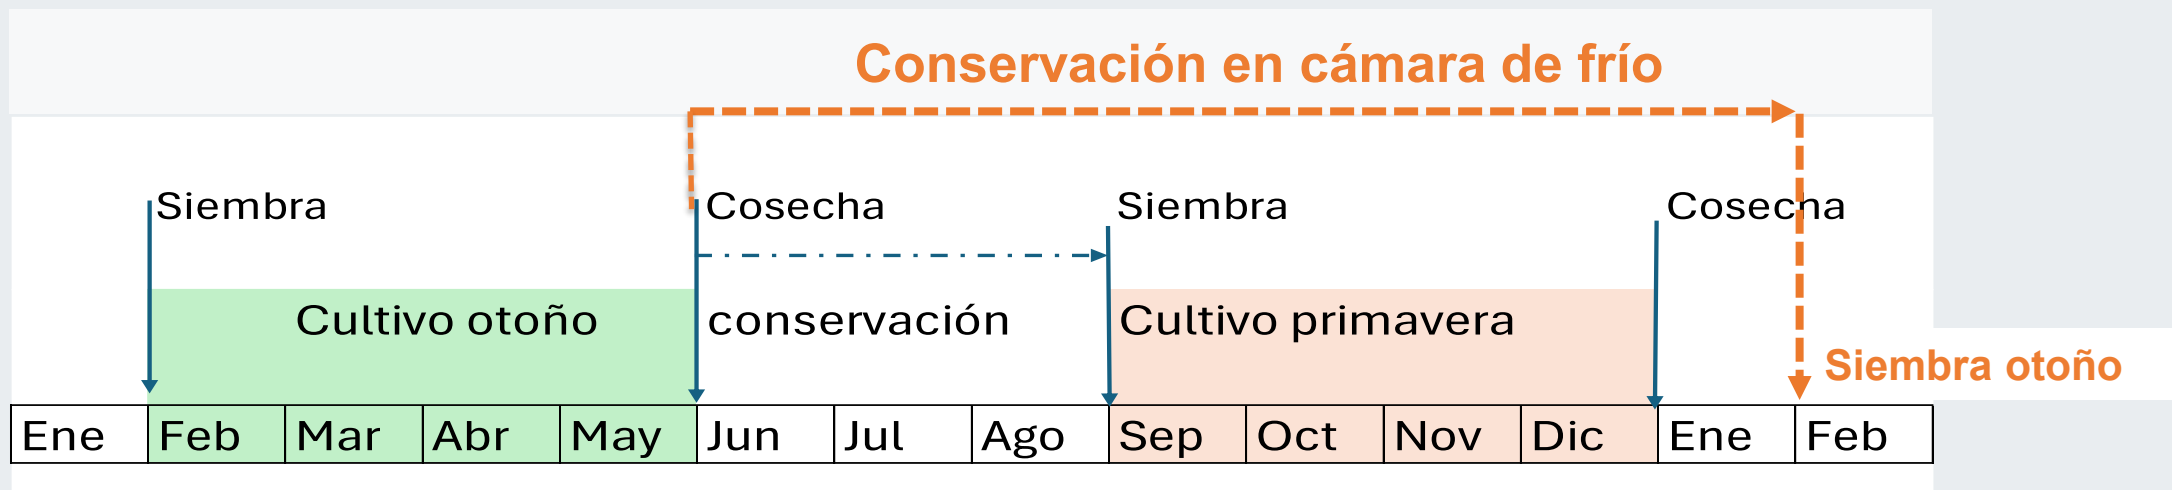 Conservación en cámara de frío
Siembra Cosecha Siembra Cosecha
Cultivo otoño conservación Cultivo primavera
Siembra otoño
Ene Feb Mar Abr May Jun Jul Ago Sep Oct Nov Dic Ene Feb